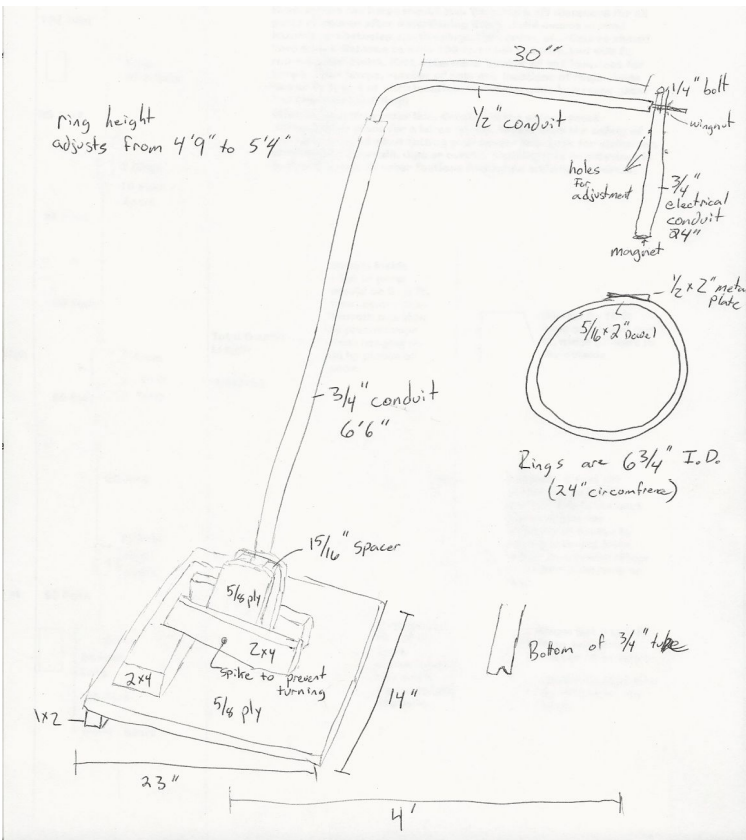 30"
1/4" bolt
1/2" conduit
wingnut
ring height
adjusts from 4'9" to 5'4"
holes
for
adjustment
3/4"
electrical
conduit
24"
magnet
1/2 x 2" meta
plate
5/16 x 2" Dowel
3/4" conduit
6'6"
Rings are 6 3/4" I.D.
(24" circumfrence)
15/16" Spacer
5/8 ply
2x4
Spike to prevent
turning
2x4
5/8 ply
1x2
14"
Bottom of 3/4" tube
23"
4'